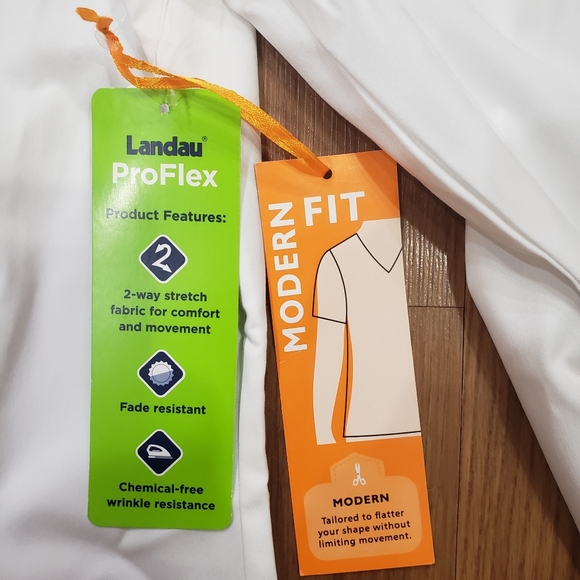 Landau®
ProFlex
Product Features:
2
2-way stretch
fabric for comfort
and movement
Fade resistant
Chemical-free
wrinkle resistance
MODERN
FIT
MODERN
Tailored to flatter
your shape without
limiting movement.